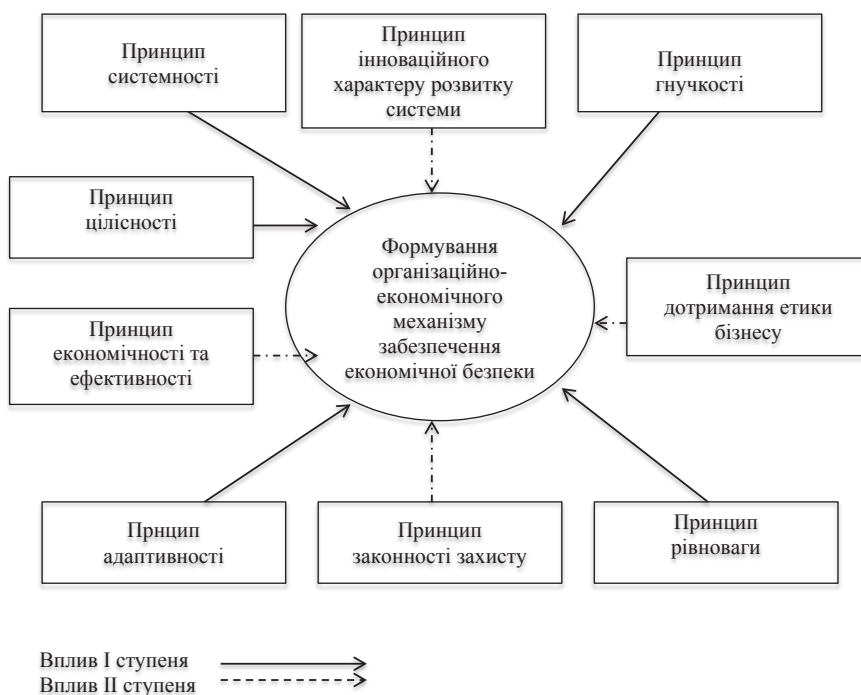 Принцип
системності
Принцип
інноваційного
характеру розвитку
системи
Принцип
гнучкості
Принцип
цілісності
Формування
організаційно-
економічного
механізму
забезпечення
економічної безпеки
Принцип
дотримання етики
бізнесу
Принцип
економічності та
ефективності
Прнцип
адаптивності
Принцип
законності захисту
Принцип
рівноваги
Вплив І ступеня
Вплив ІІ ступеня